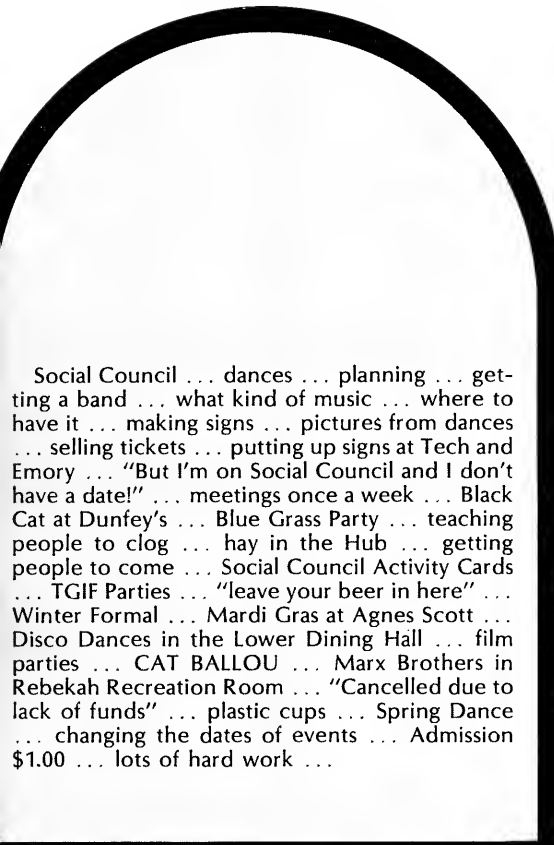 Social Council ... dances ... planning ... get-
ting a band ... what kind of music ... where to
have it ... making signs ... pictures from dances
... selling tickets ... putting up signs at Tech and
Emory ... "But I'm on Social Council and I don't
have a date!" ... meetings once a week ... Black
Cat at Dunfey's ... Blue Grass Party ... teaching
people to clog ... hay in the Hub ... getting
people to come ... Social Council Activity Cards
... TGIF Parties ... "leave your beer in here" ...
Winter Formal ... Mardi Gras at Agnes Scott ...
Disco Dances in the Lower Dining Hall ... film
parties ... CAT BALLOU ... Marx Brothers in
Rebekah Recreation Room ... "Cancelled due to
lack of funds" ... plastic cups ... Spring Dance
... changing the dates of events ... Admission
$1.00 ... lots of hard work ...